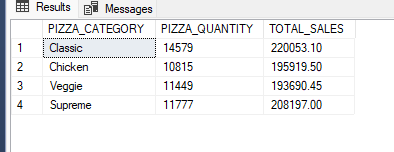 Results Messages
PIZZA_CATEGORY PIZZA_QUANTITY TOTAL_SALES
1 Classic 14579 220053.10
2 Chicken 10815 195919.50
3 Veggie 11449 193690.45
4 Supreme 11777 208197.00